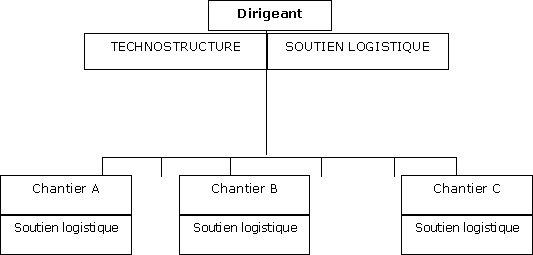 Dirigeant
TECHNOSTRUCTURE
SOUTIEN LOGISTIQUE
Chantier A
Chantier B
Chantier C
Soutien logistique
Soutien logistique
Soutien logistique